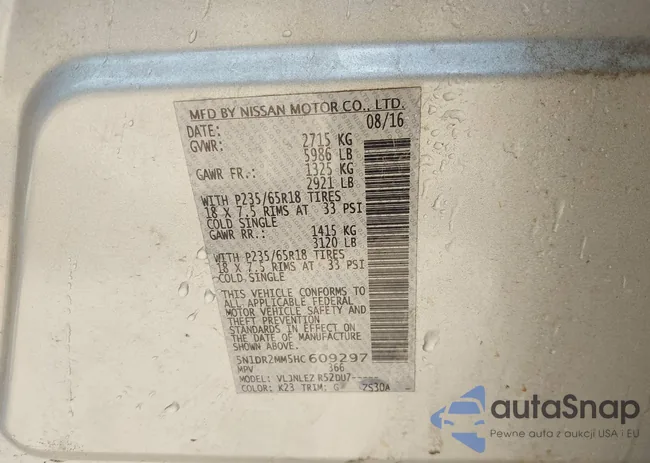 MFD BY NISSAN MOTOR CO., LTD.
DATE: 08/16
GVWR: 2715 KG
5986 LB
GAWR FR.: 1325 KG
2921 LB
WITH P235/65R18 TIRES
18 X 7.5 RIMS AT 33 PSI
COLD SINGLE
GAWR RR.: 1415 KG
3120 LB
WITH P235/65R18 TIRES
18 X 7.5 RIMS AT 33 PSI
COLD SINGLE
THIS VEHICLE CONFORMS TO
ALL APPLICABLE FEDERAL
MOTOR VEHICLE SAFETY AND
THEFT PREVENTION
STANDARDS IN EFFECT ON
THE DATE OF MANUFACTURE
SHOWN ABOVE.
5N1DR2MM5HC609297
MPV 366
MODEL: VLJNLEZ R52DU7-----
COLOR: K23 TRIM: G 2S30A
autaSnap
Pewne auta z aukcji USA i EU